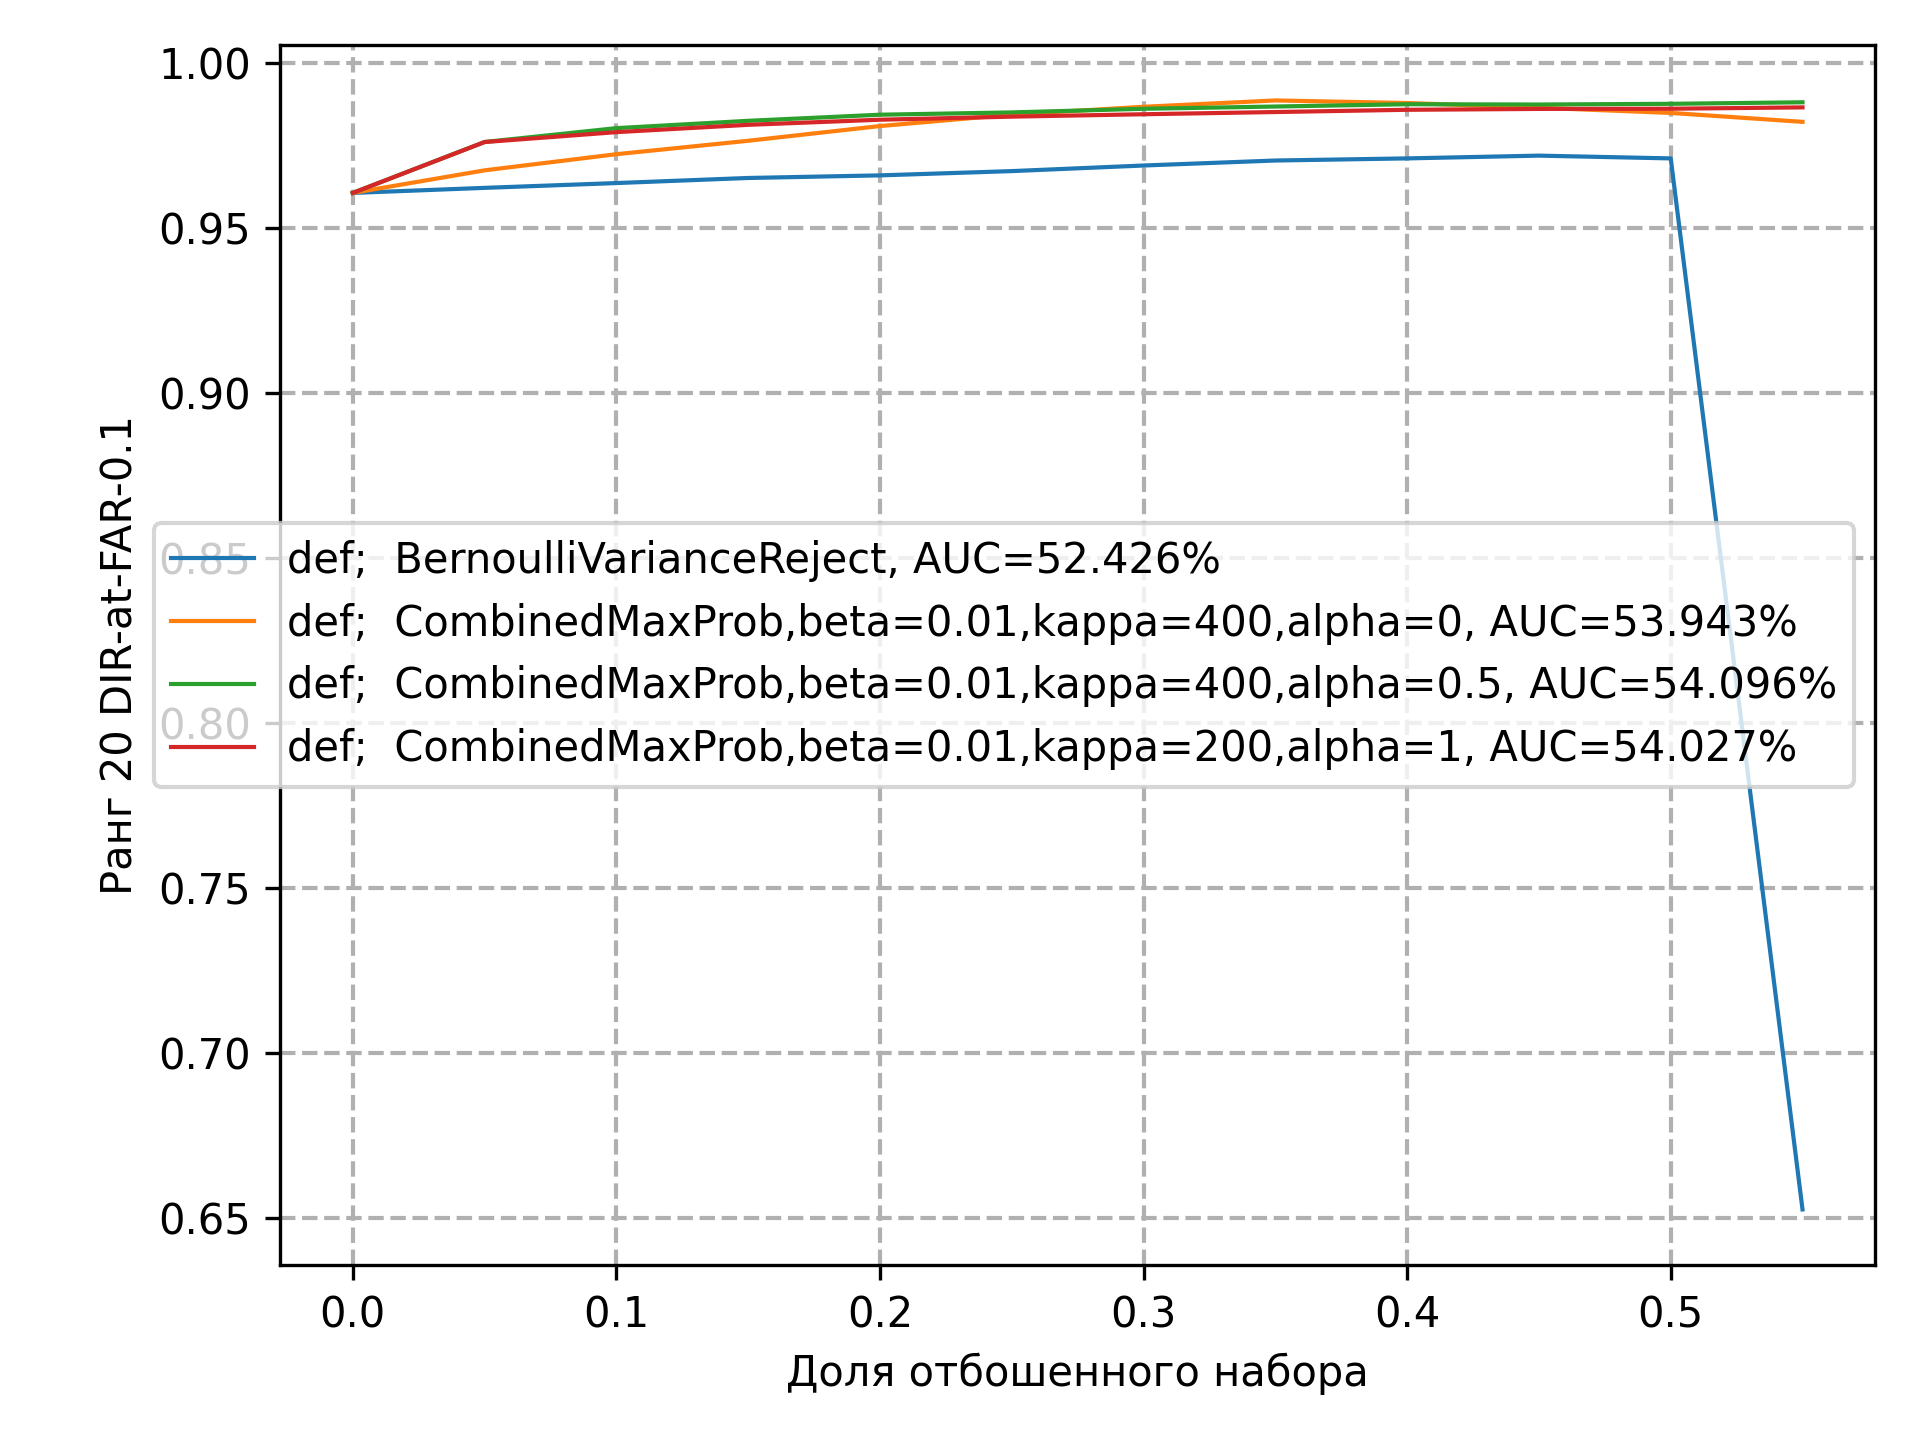 1.00
0.95
0.90
0.85
0.80
0.75
0.70
0.65
Ранг 20 DIR-at-FAR-0.1
def;  BernoulliVarianceReject, AUC=52.426%
def;  CombinedMaxProb,beta=0.01,kappa=400,alpha=0, AUC=53.943%
def;  CombinedMaxProb,beta=0.01,kappa=400,alpha=0.5, AUC=54.096%
def;  CombinedMaxProb,beta=0.01,kappa=200,alpha=1, AUC=54.027%
0.0 0.1 0.2 0.3 0.4 0.5
Доля отбошенного набора